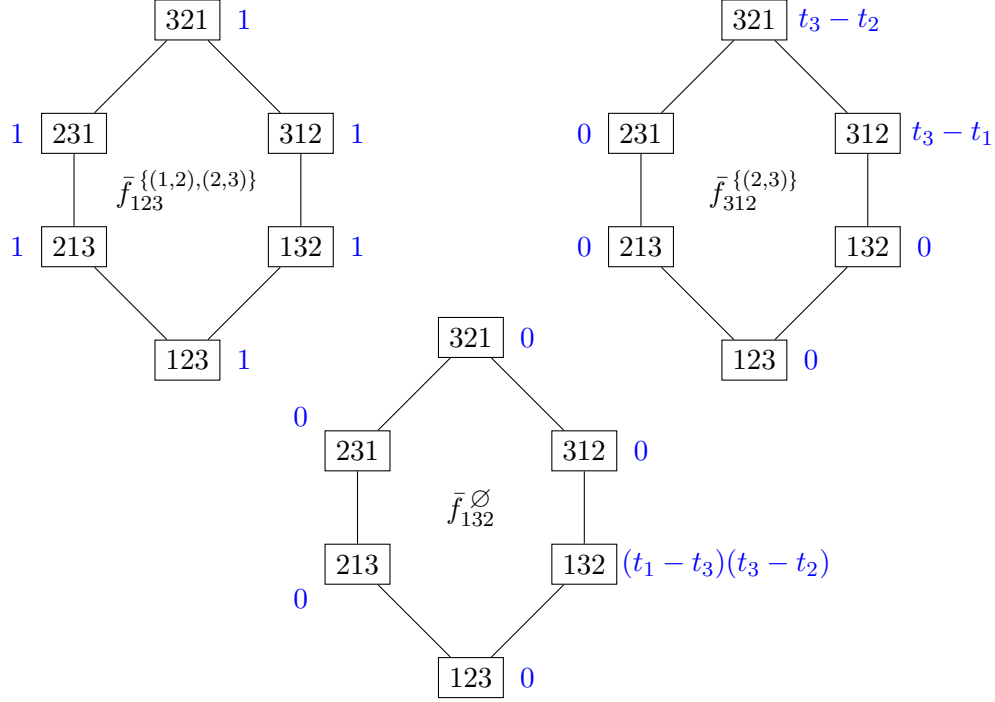 321 1
1 231 312 1
f̄_{123}^{\{(1,2),(2,3)\}}
1 213 132 1
123 1
321 t_3 − t_2
0 231 312 t_3 − t_1
f̄_{312}^{\{(2,3)\}}
0 213 132 0
123 0
321 0
0 231 312 0
f̄_{132}^{∅}
0 213 132 (t_1 − t_3)(t_3 − t_2)
123 0